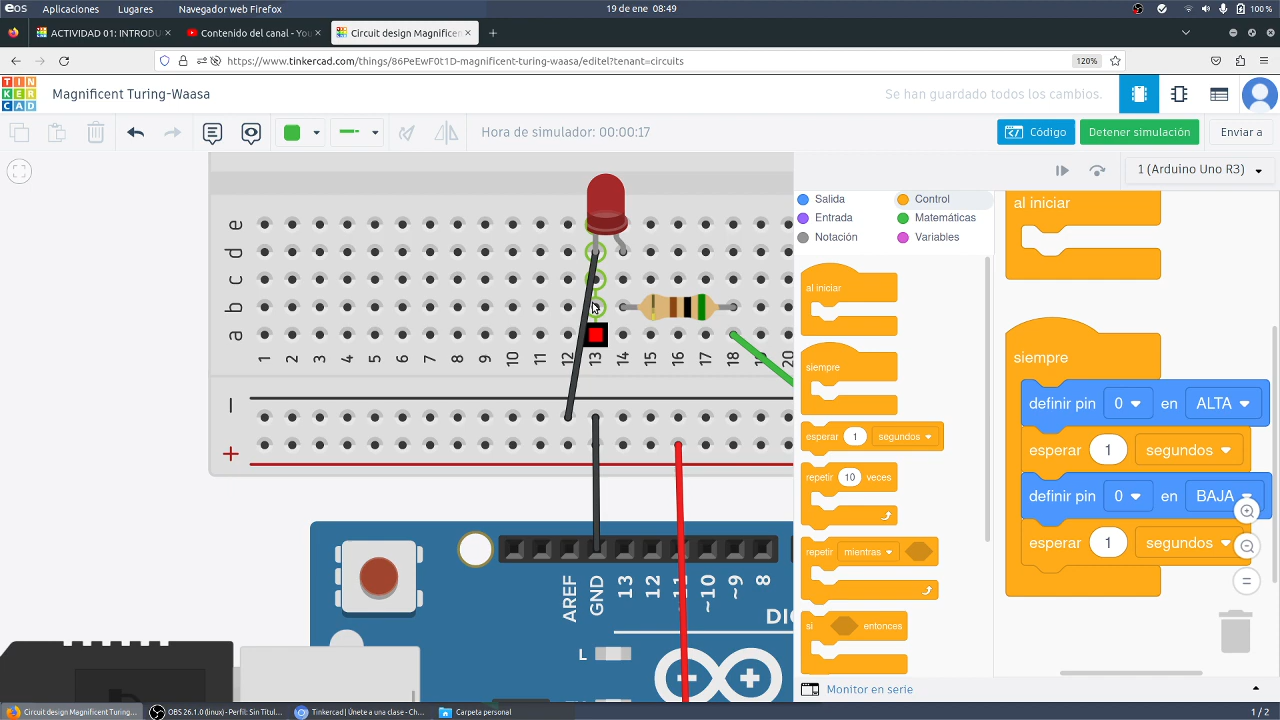 eOS Aplicaciones Lugares Navegador web Firefox 19 de ene 08:49 100 %
ACTIVIDAD 01: INTRODU × Contenido del canal - You × Circuit design Magnificen ×
https://www.tinkercad.com/things/86PeEwF0t1D-magnificent-turing-waasa/editel?tenant=circuits 120%
TIN
KER
CAD
Magnificent Turing-Waasa
Se han guardado todos los cambios.
Hora de simulador: 00:00:17
Código
Detener simulación
Enviar a
1 (Arduino Uno R3)
Salida Control
Entrada Matemáticas
Notación Variables
al iniciar
siempre
esperar 1 segundos
repetir 10 veces
repetir mientras
si entonces
al iniciar
siempre
definir pin 0 en ALTA
esperar 1 segundos
definir pin 0 en BAJA
esperar 1 segundos
e
d
c
b
a
1 2 3 4 5 6 7 8 9 10 11 12 13 14 15 16 17 18 19 20
−
+
AREF GND 13 12 ~11 ~10 ~9 8
DIG
L
Monitor en serie
Circuit design Magnificent Turing... OBS 26.1.0 (linux) - Perfil: Sin Títul... Tinkercad | Únete a una clase - Ch... Carpeta personal 1 / 2